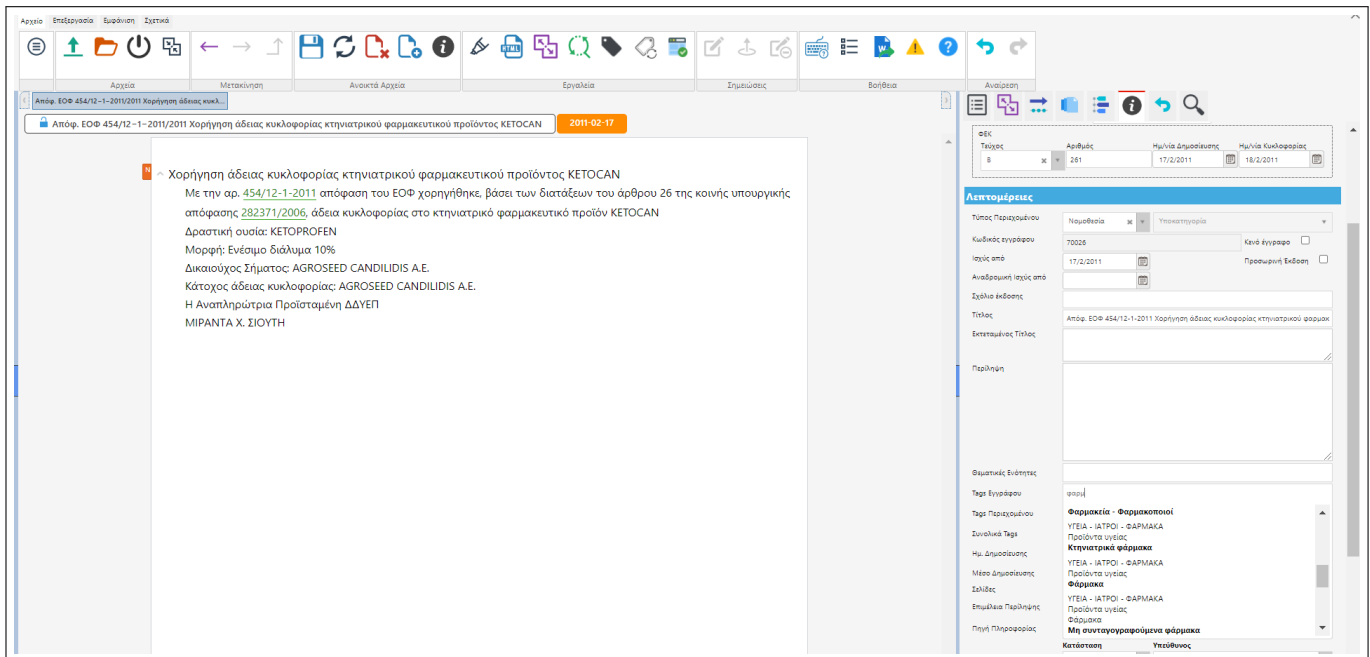 Αρχείο Επεξεργασία Εμφάνιση Σχετικά
HTML
W
Αρχεία Μετακίνηση Ανοικτά Αρχεία Εργαλεία Σημειώσεις Βοήθεια Αναίρεση
Απόφ. ΕΟΦ 454/12−1−2011/2011 Χορήγηση άδειας κυκλ...
Απόφ. ΕΟΦ 454/12−1−2011/2011 Χορήγηση άδειας κυκλοφορίας κτηνιατρικού φαρμακευτικού προϊόντος KETOCAN 2011-02-17
N
Χορήγηση άδειας κυκλοφορίας κτηνιατρικού φαρμακευτικού προϊόντος KETOCAN
Με την αρ. 454/12-1-2011 απόφαση του ΕΟΦ χορηγήθηκε, βάσει των διατάξεων του άρθρου 26 της κοινής υπουργικής
απόφασης 282371/2006, άδεια κυκλοφορίας στο κτηνιατρικό φαρμακευτικό προϊόν KETOCAN
Δραστική ουσία: KETOPROFEN
Μορφή: Ενέσιμο διάλυμα 10%
Δικαιούχος Σήματος: AGROSEED CANDILIDIS A.E.
Κάτοχος άδειας κυκλοφορίας: AGROSEED CANDILIDIS A.E.
Η Αναπληρώτρια Προϊσταμένη ΔΔΥΕΠ
ΜΙΡΑΝΤΑ Χ. ΣΙΟΥΤΗ
ΦΕΚ
Τεύχος Αριθμός Ημ/νία Δημοσίευσης Ημ/νία Κυκλοφορίας
Β 261 17/2/2011 18/2/2011
Λεπτομέρειες
Τύπος Περιεχομένου Νομοθεσία Υποκατηγορία
Κωδικός εγγράφου 70026 Κενό έγγραφο
Ισχύς από 17/2/2011 Προσωρινή Έκδοση
Αναδρομική Ισχύς από
Σχόλιο έκδοσης
Τίτλος Απόφ. ΕΟΦ 454/12-1-2011 Χορήγηση άδειας κυκλοφορίας κτηνιατρικού φαρμακ
Εκτεταμένος Τίτλος
Περίληψη
Θεματικές Ενότητες
Tags Εγγράφου φαρμ
Tags Περιεχομένου Φαρμακεία - Φαρμακοποιοί
ΥΓΕΙΑ - ΙΑΤΡΟΙ - ΦΑΡΜΑΚΑ
Συνολικά Tags Προϊόντα υγείας
Κτηνιατρικά φάρμακα
Ημ. Δημοσίευσης
ΥΓΕΙΑ - ΙΑΤΡΟΙ - ΦΑΡΜΑΚΑ
Μέσο Δημοσίευσης Προϊόντα υγείας
Φάρμακα
Σελίδες
ΥΓΕΙΑ - ΙΑΤΡΟΙ - ΦΑΡΜΑΚΑ
Επιμέλεια Περίληψης Προϊόντα υγείας
Φάρμακα
Πηγή Πληροφορίας Μη συνταγογραφούμενα φάρμακα
Κατάσταση Υπεύθυνος